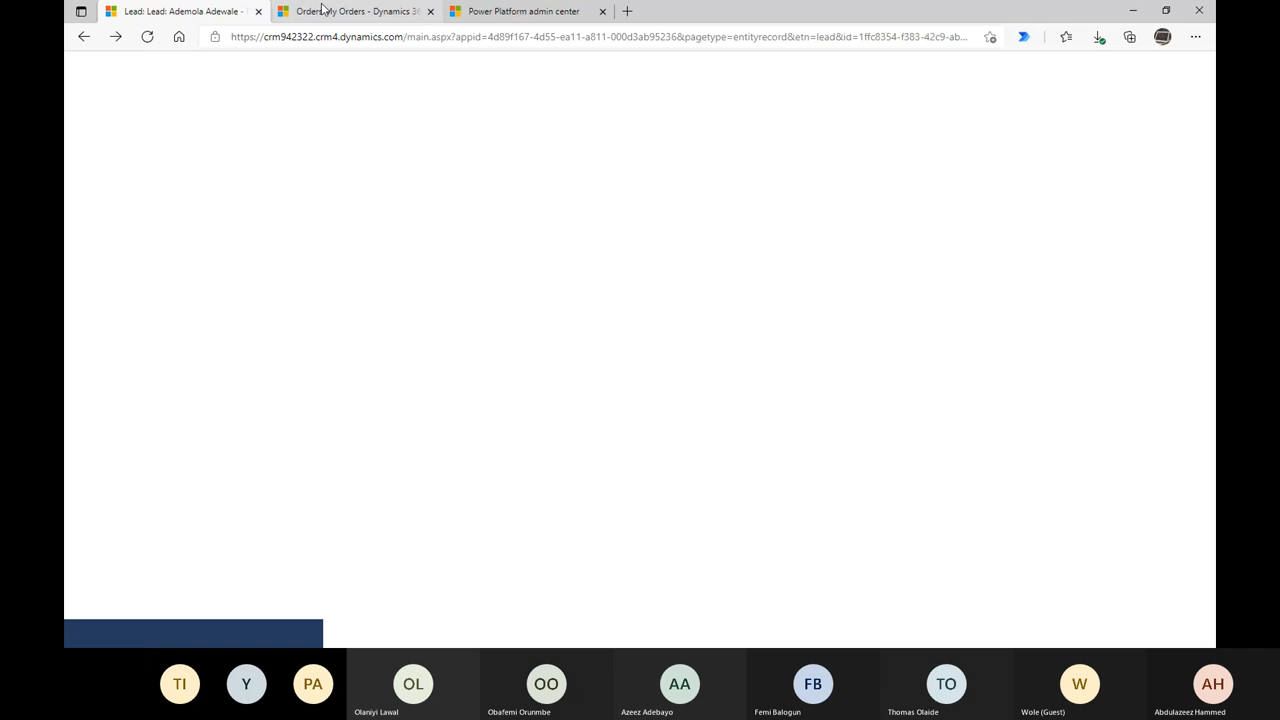 Lead: Lead: Ademola Adewale -
Orders My Orders - Dynamics 36
Power Platform admin center
https://crm942322.crm4.dynamics.com/main.aspx?appid=4d89f167-4d55-ea11-a811-000d3ab95236&pagetype=entityrecord&etn=lead&id=1ffc8354-f383-42c9-ab...
TI
Y
PA
OL
OO
AA
FB
TO
W
AH
Olaniyi Lawal
Obafemi Orunmbe
Azeez Adebayo
Femi Balogun
Thomas Olaide
Wole (Guest)
Abdulazeez Hammed